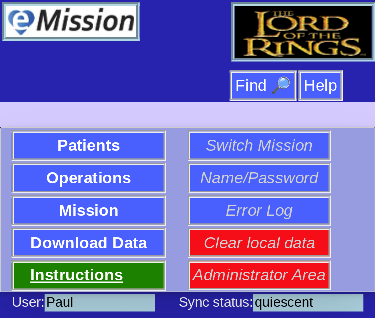 eMission
THE
LORD
OF THE
RINGS
Find 🔎 Help
Patients Switch Mission
Operations Name/Password
Mission Error Log
Download Data Clear local data
Instructions Administrator Area
User: Paul Sync status: quiescent